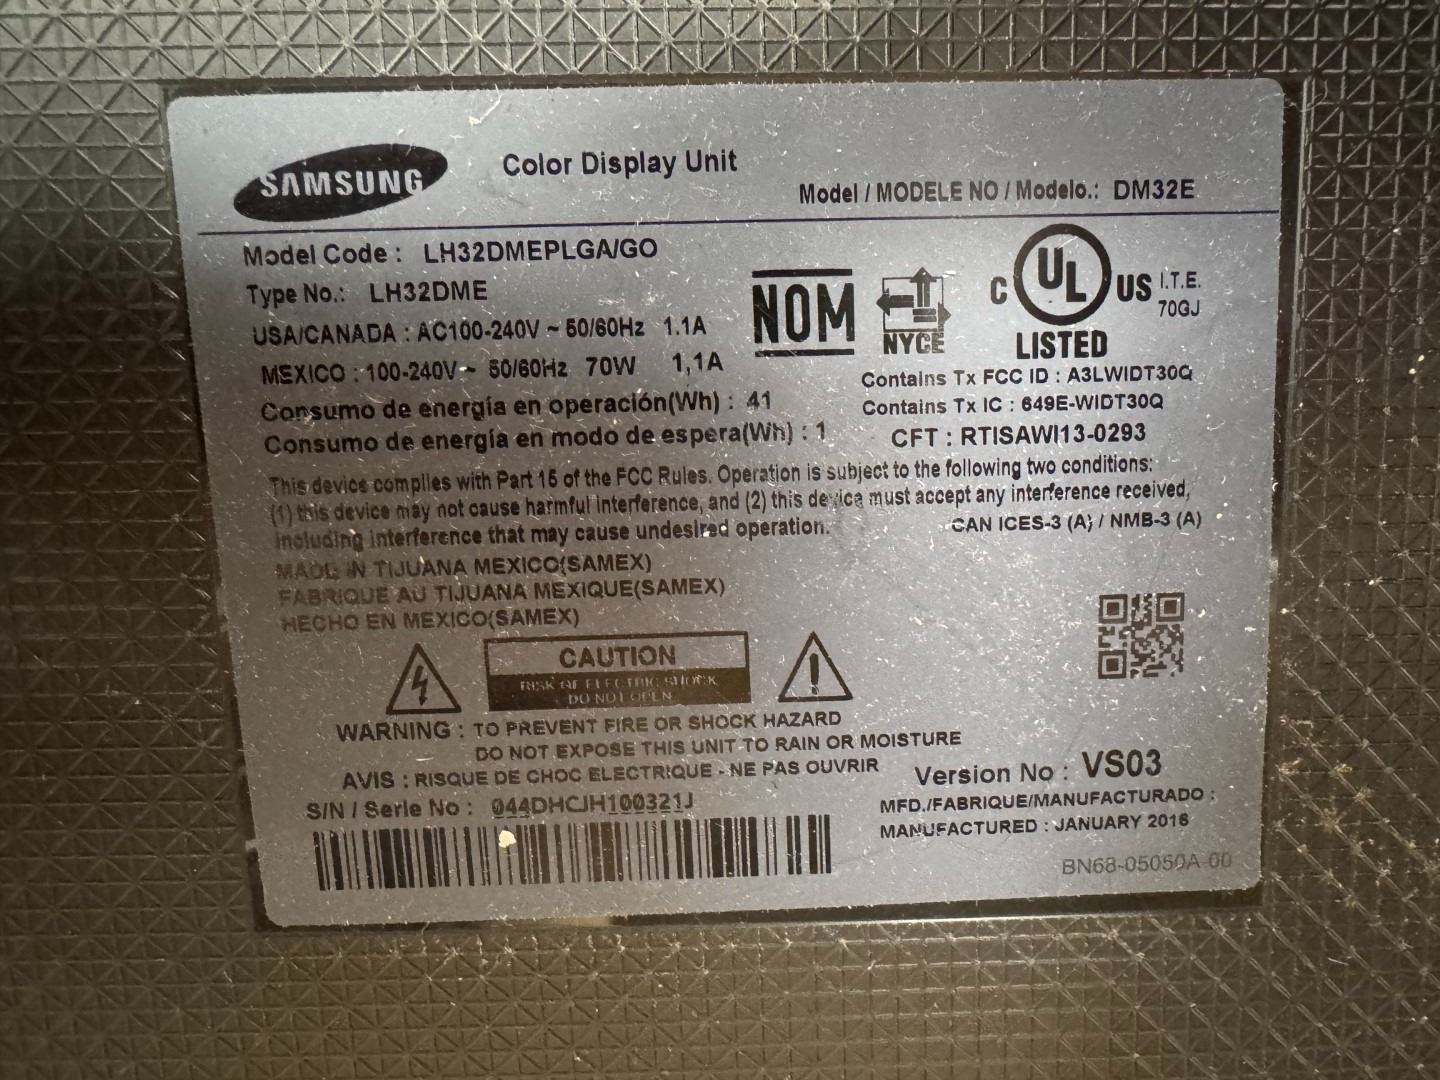 SAMSUNG
Color Display Unit
Model / MODELE NO / Modelo.: DM32E
Model Code : LH32DMEPLGA/GO
Type No.: LH32DME
USA/CANADA : AC100-240V ~ 50/60Hz 1.1A
MEXICO : 100-240V~ 50/60Hz 70W 1,1A
Consumo de energía en operación(Wh) : 41
Consumo de energía en modo de espera(Wh) : 1
NOM
NYCE
C UL US
LISTED
I.T.E.
70GJ
Contains Tx FCC ID : A3LWIDT30Q
Contains Tx IC : 649E-WIDT30Q
CFT : RTISAWI13-0293
This device complies with Part 15 of the FCC Rules. Operation is subject to the following two conditions:
(1) this device may not cause harmful interference, and (2) this device must accept any interference received,
including interference that may cause undesired operation.
CAN ICES-3 (A) / NMB-3 (A)
MADE IN TIJUANA MEXICO(SAMEX)
FABRIQUE AU TIJUANA MEXIQUE(SAMEX)
HECHO EN MEXICO(SAMEX)
CAUTION
RISK OF ELECTRIC SHOCK
DO NOT OPEN
WARNING : TO PREVENT FIRE OR SHOCK HAZARD
DO NOT EXPOSE THIS UNIT TO RAIN OR MOISTURE
AVIS : RISQUE DE CHOC ELECTRIQUE - NE PAS OUVRIR
Version No : VS03
S/N / Serie No : 044DHCJH100321J
MFD./FABRIQUE/MANUFACTURADO :
MANUFACTURED : JANUARY 2016
BN68-05050A-00